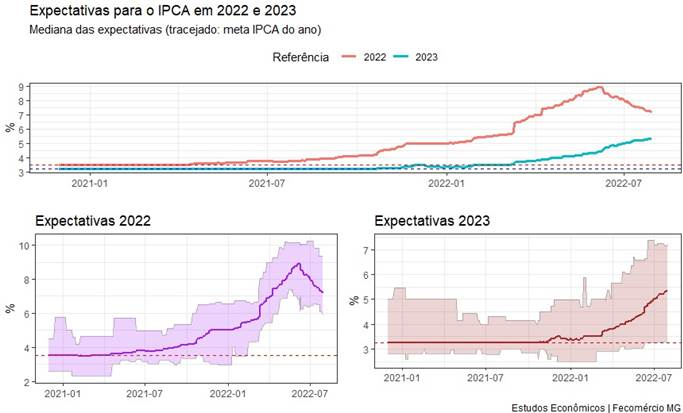 Expectativas para o IPCA em 2022 e 2023
Mediana das expectativas (tracejado: meta IPCA do ano)
Referência 2022 2023
9
8
7
6
5
4
3
%
2021-01 2021-07 2022-01 2022-07
Expectativas 2022
10
8
6
4
2
%
2021-01 2021-07 2022-01 2022-07
Expectativas 2023
7
6
5
4
3
%
2021-01 2021-07 2022-01 2022-07
Estudos Econômicos | Fecomércio MG